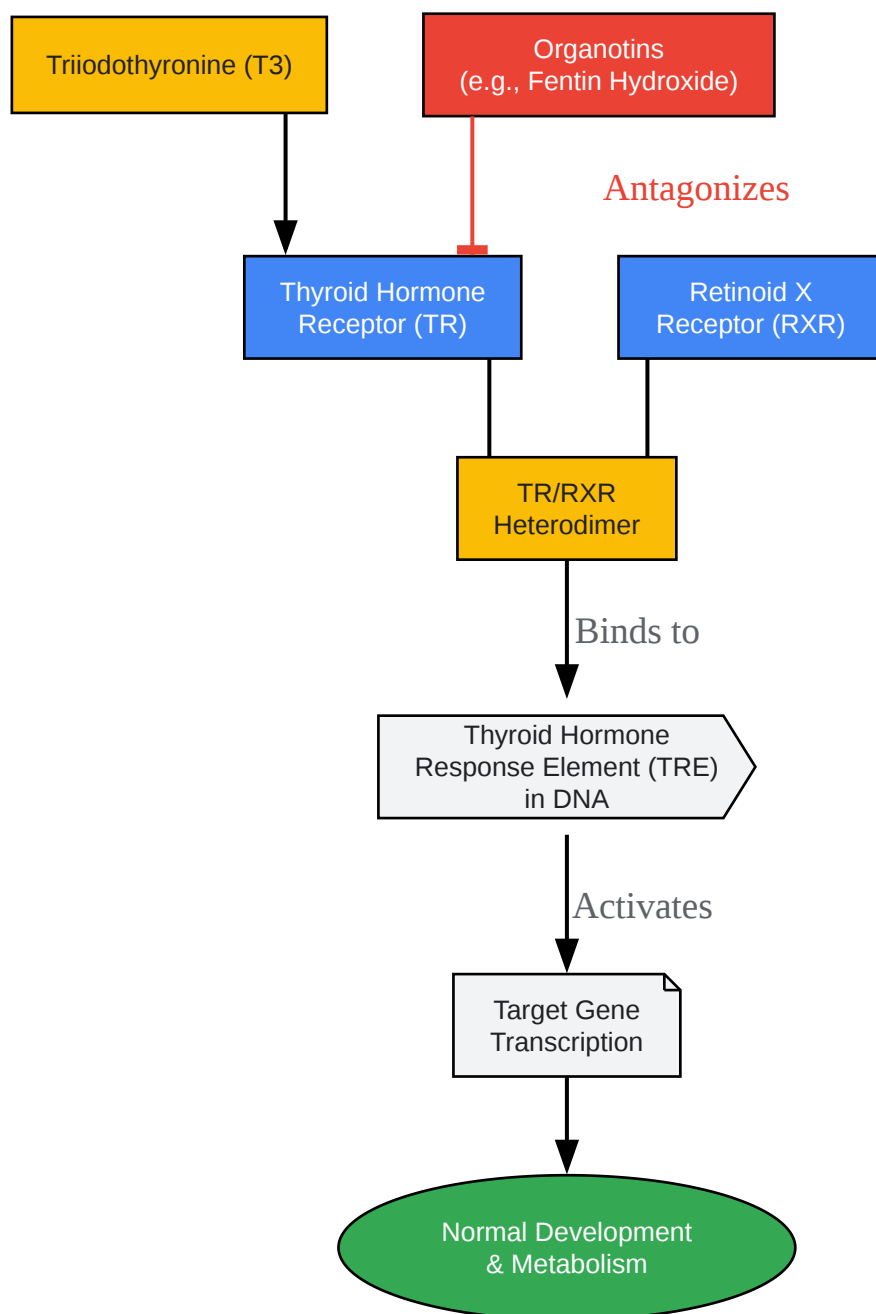 Triiodothyronine (T3)
Organotins
(e.g., Fentin Hydroxide)
Antagonizes
Thyroid Hormone
Receptor (TR)
Retinoid X
Receptor (RXR)
TR/RXR
Heterodimer
Binds to
Thyroid Hormone
Response Element (TRE)
in DNA
Activates
Target Gene
Transcription
Normal Development
& Metabolism